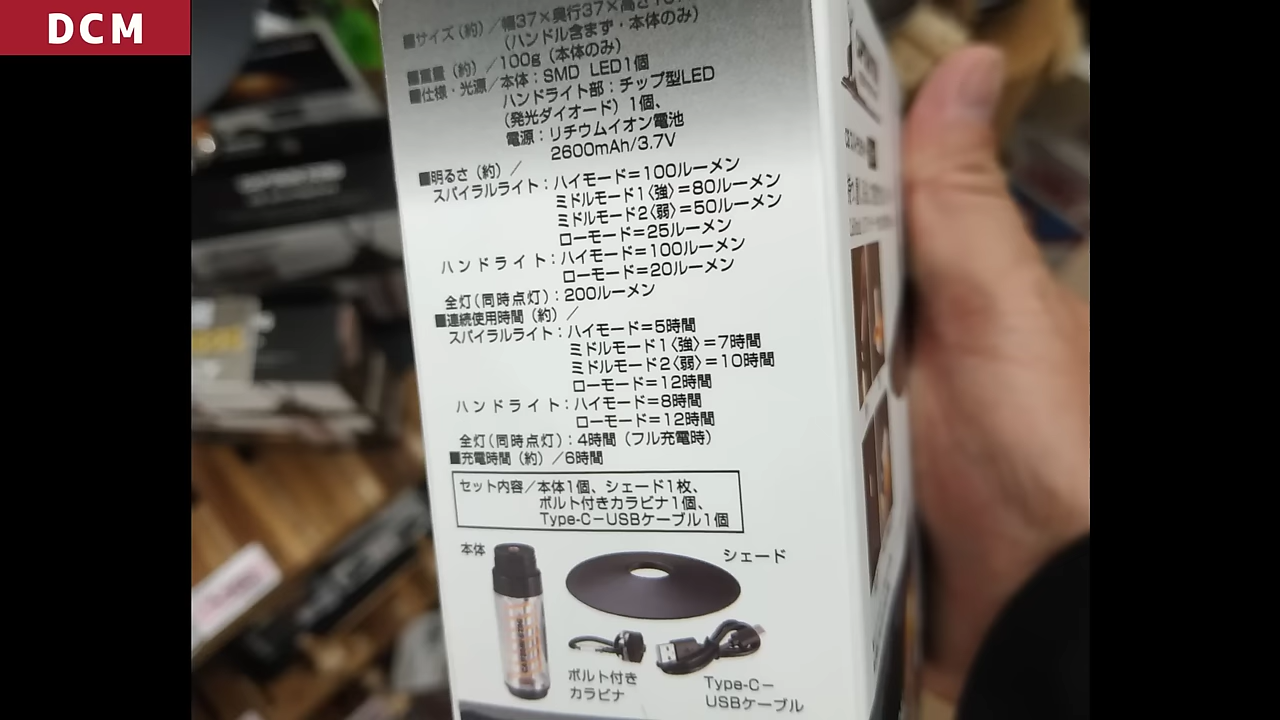 DCM
■サイズ(約)／幅37×奥行37×高さ
(ハンドル含まず・本体のみ)
■重量(約)／100g(本体のみ)
■仕様・光源／本体：SMD LED1個
ハンドライト部：チップ型LED
(発光ダイオード)1個、
電源：リチウムイオン電池
2600mAh/3.7V
■明るさ(約)／
スパイラルライト：ハイモード＝100ルーメン
ミドルモード1〈強〉＝80ルーメン
ミドルモード2〈弱〉＝50ルーメン
ローモード＝25ルーメン
ハンドライト：ハイモード＝100ルーメン
ローモード＝20ルーメン
全灯(同時点灯)：200ルーメン
■連続使用時間(約)／
スパイラルライト：ハイモード＝5時間
ミドルモード1〈強〉＝7時間
ミドルモード2〈弱〉＝10時間
ローモード＝12時間
ハンドライト：ハイモード＝8時間
ローモード＝12時間
全灯(同時点灯)：4時間(フル充電時)
■充電時間(約)／6時間
セット内容／本体1個、シェード1枚、
ボルト付きカラビナ1個、
Type-C－USBケーブル1個
本体
シェード
ボルト付き
カラビナ
Type-C－
USBケーブル